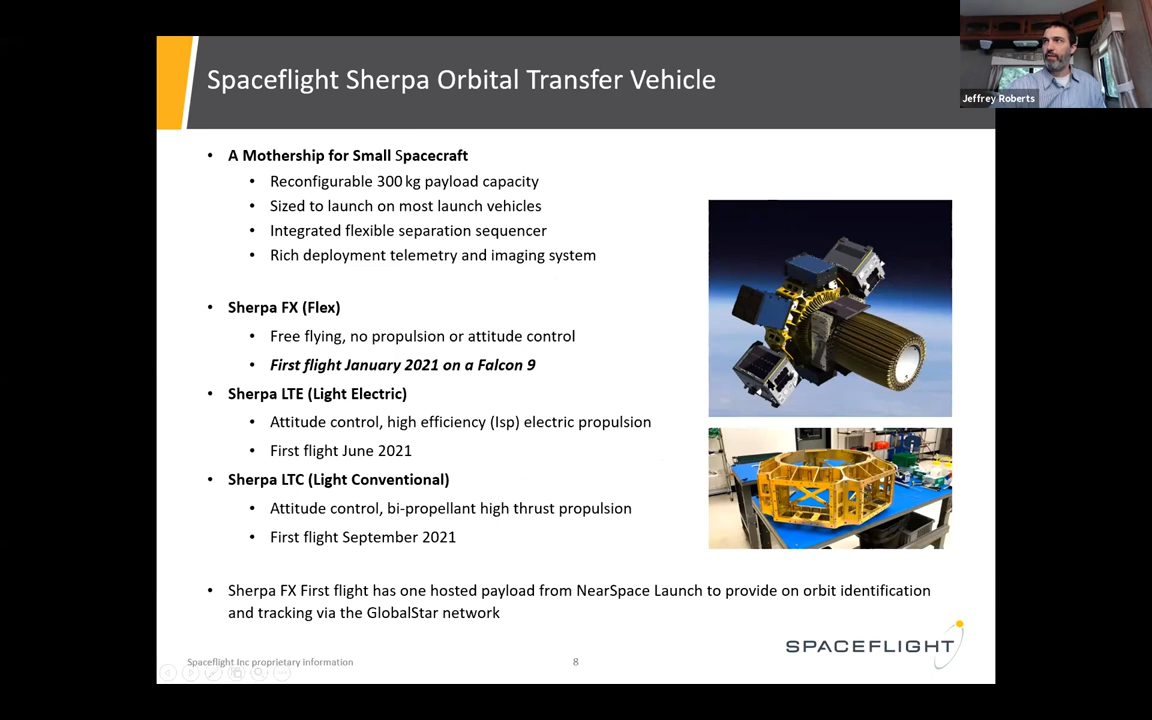 Spaceflight Sherpa Orbital Transfer Vehicle
Jeffrey Roberts
• A Mothership for Small Spacecraft
• Reconfigurable 300 kg payload capacity
• Sized to launch on most launch vehicles
• Integrated flexible separation sequencer
• Rich deployment telemetry and imaging system
• Sherpa FX (Flex)
• Free flying, no propulsion or attitude control
• First flight January 2021 on a Falcon 9
• Sherpa LTE (Light Electric)
• Attitude control, high efficiency (Isp) electric propulsion
• First flight June 2021
• Sherpa LTC (Light Conventional)
• Attitude control, bi-propellant high thrust propulsion
• First flight September 2021
• Sherpa FX First flight has one hosted payload from NearSpace Launch to provide on orbit identification
and tracking via the GlobalStar network
SPACEFLIGHT
Spaceflight Inc proprietary information
8